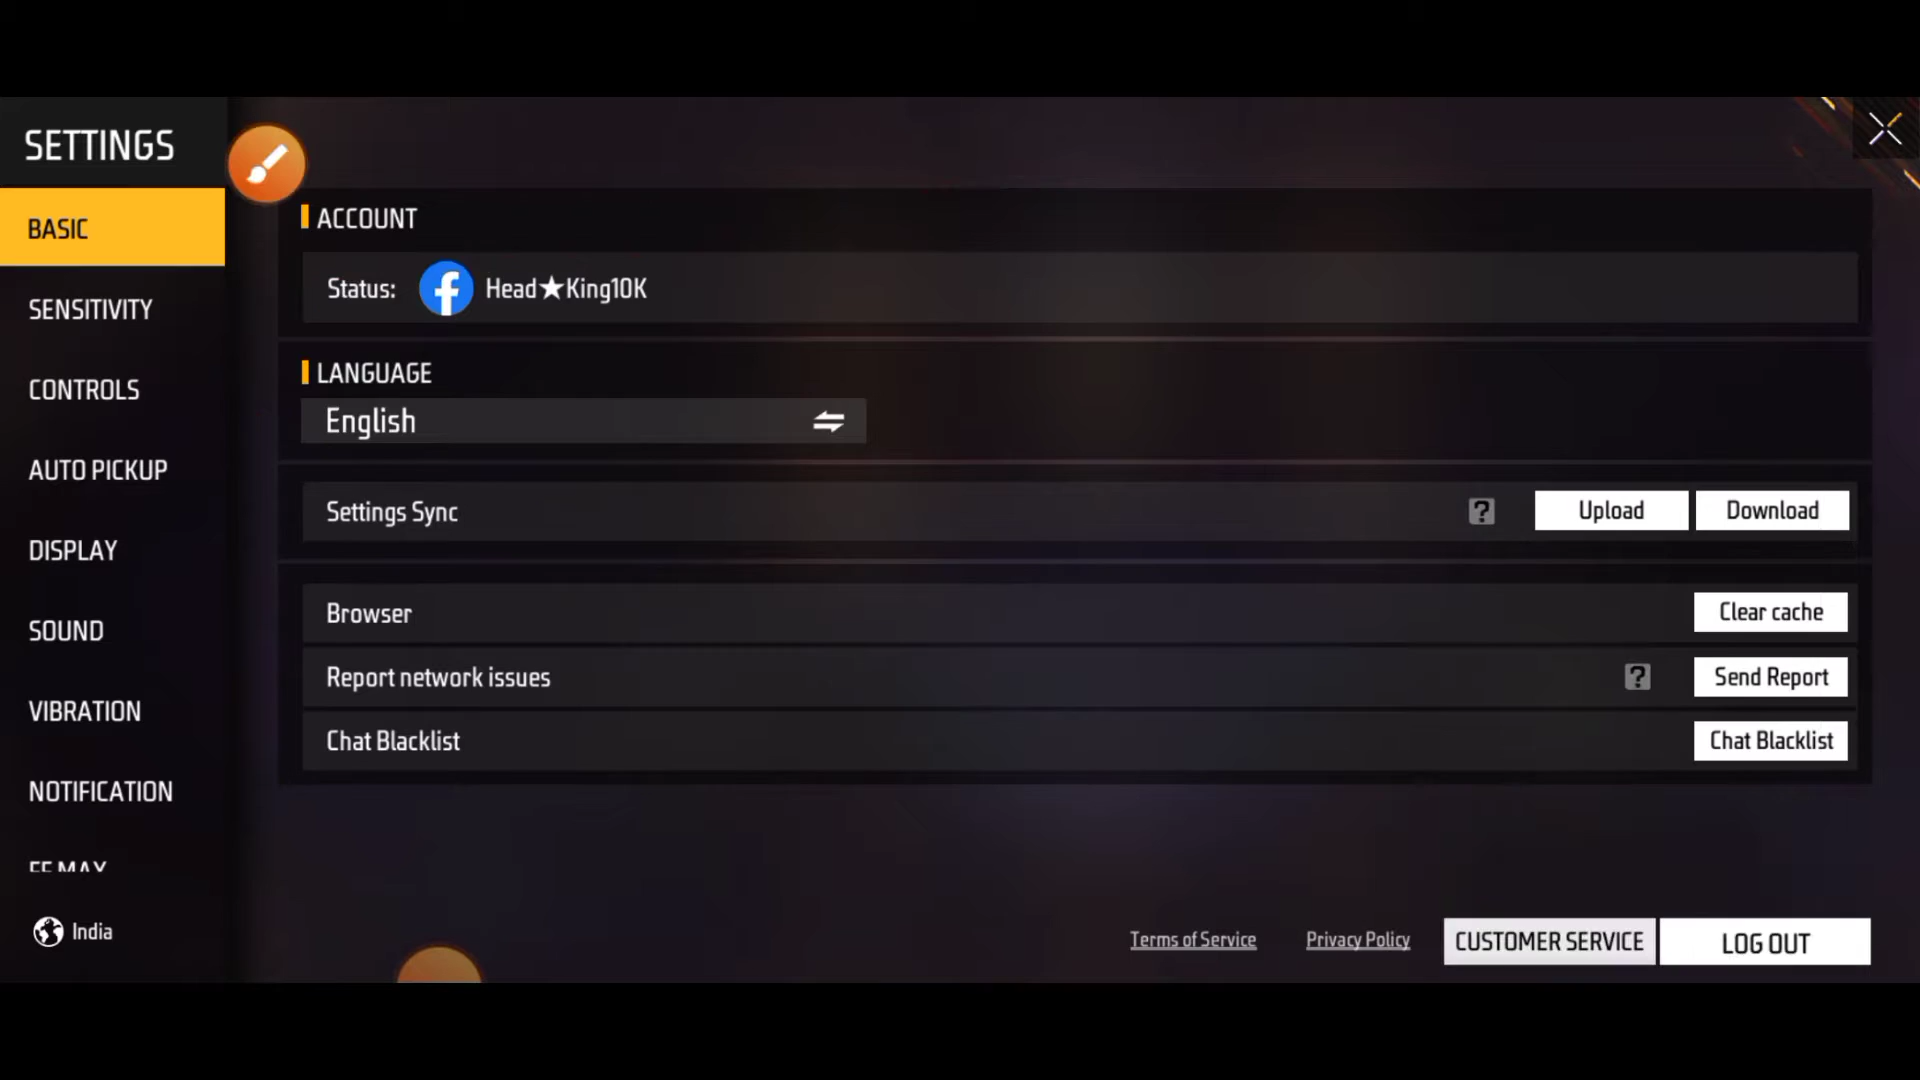 SETTINGS
BASIC
SENSITIVITY
CONTROLS
AUTO PICKUP
DISPLAY
SOUND
VIBRATION
NOTIFICATION
FF MAX
India
ACCOUNT
Status: Head★King10K
LANGUAGE
English
Settings Sync ? Upload Download
Browser Clear cache
Report network issues ? Send Report
Chat Blacklist Chat Blacklist
Terms of Service Privacy Policy CUSTOMER SERVICE LOG OUT